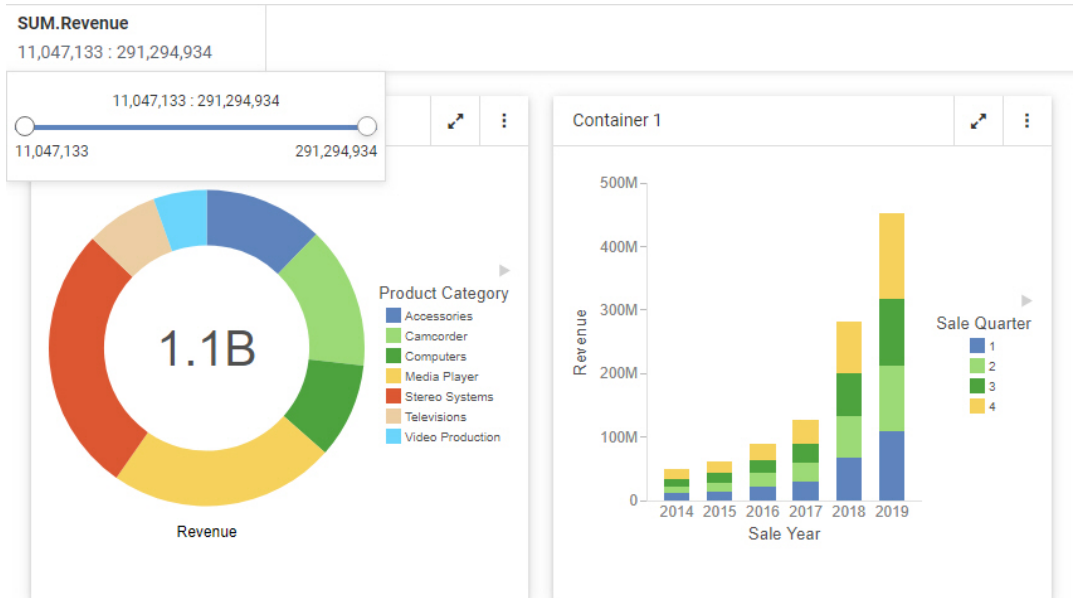 SUM.Revenue
11,047,133 : 291,294,934
11,047,133 : 291,294,934
11,047,133
291,294,934
1.1B
Revenue
Product Category
Accessories
Camcorder
Computers
Media Player
Stereo Systems
Televisions
Video Production
Container 1
500M
400M
300M
200M
100M
0
Revenue
2014 2015 2016 2017 2018 2019
Sale Year
Sale Quarter
1
2
3
4